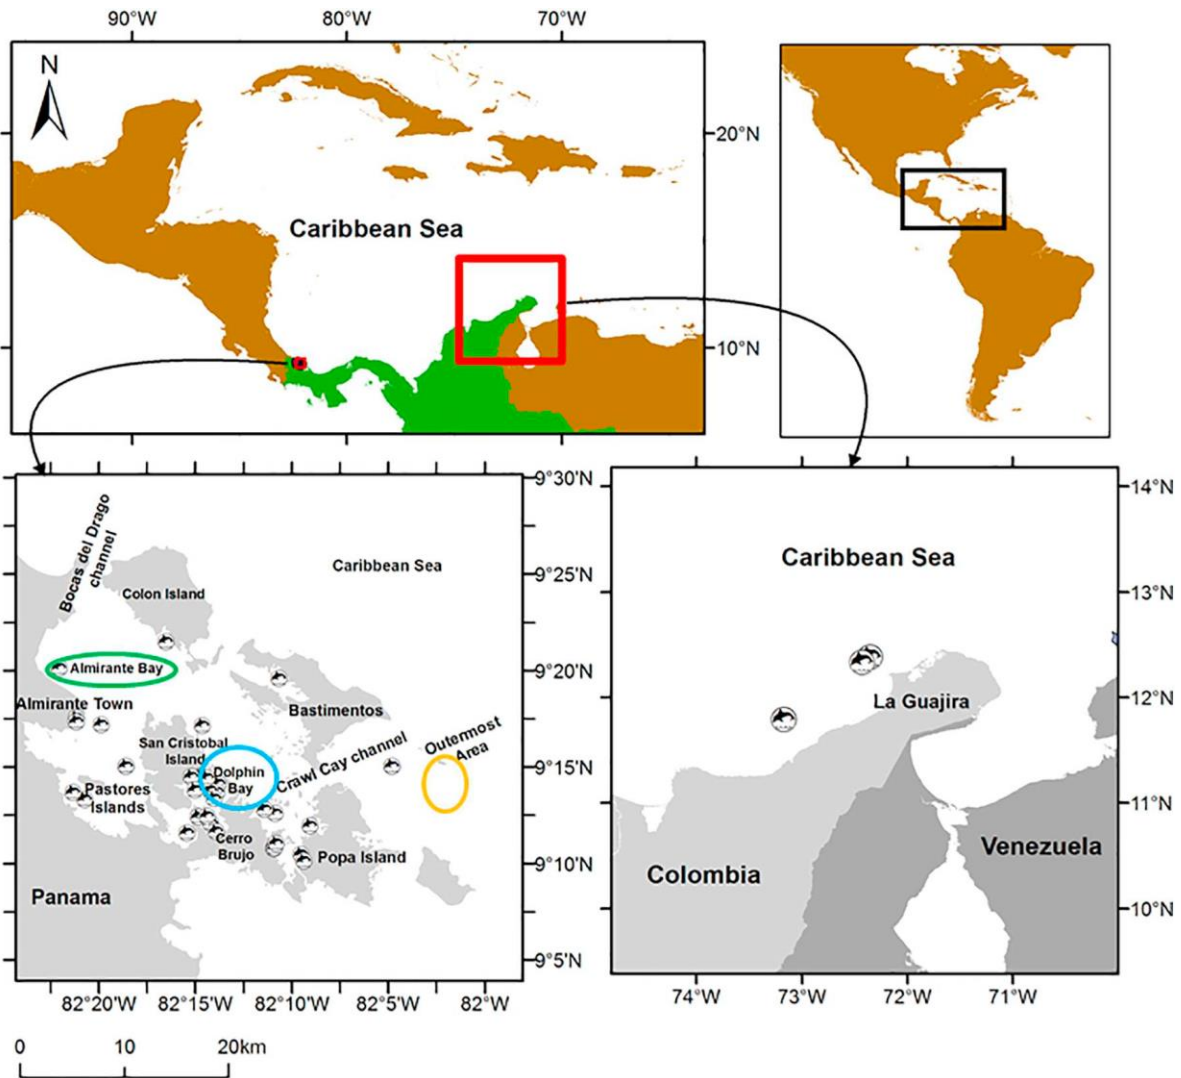 90°W
80°W
70°W
N
20°N
Caribbean Sea
10°N
9°30'N
14°N
Bocas del Drago
channel
Caribbean Sea
Caribbean Sea
9°25'N
Colon Island
13°N
9°20'N
Almirante Bay
12°N
Almirante Town
Bastimentos
La Guajira
San Cristobal
Island
Outermost
Area
Crawl Cay channel
9°15'N
Dolphin
Bay
Pastores
Islands
11°N
Cerro
Brujo
Popa Island
9°10'N
Venezuela
Colombia
Panama
10°N
9°5'N
82°20'W
82°15'W
82°10'W
82°5'W
82°W
74°W
73°W
72°W
71°W
0
10
20km